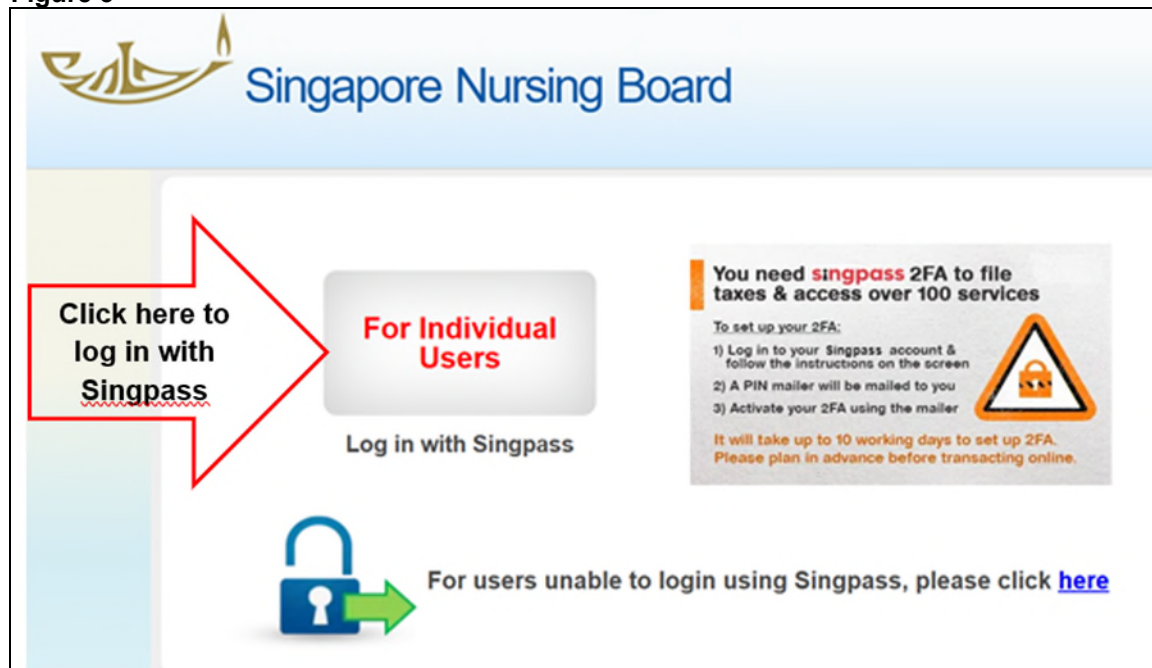 Singapore Nursing Board
Click here to
log in with
Singpass
For Individual
Users
Log in with Singpass
You need singpass 2FA to file
taxes & access over 100 services
To set up your 2FA:
1) Log in to your Singpass account &
follow the instructions on the screen
2) A PIN mailer will be mailed to you
3) Activate your 2FA using the mailer
It will take up to 10 working days to set up 2FA.
Please plan in advance before transacting online.
For users unable to login using Singpass, please click here